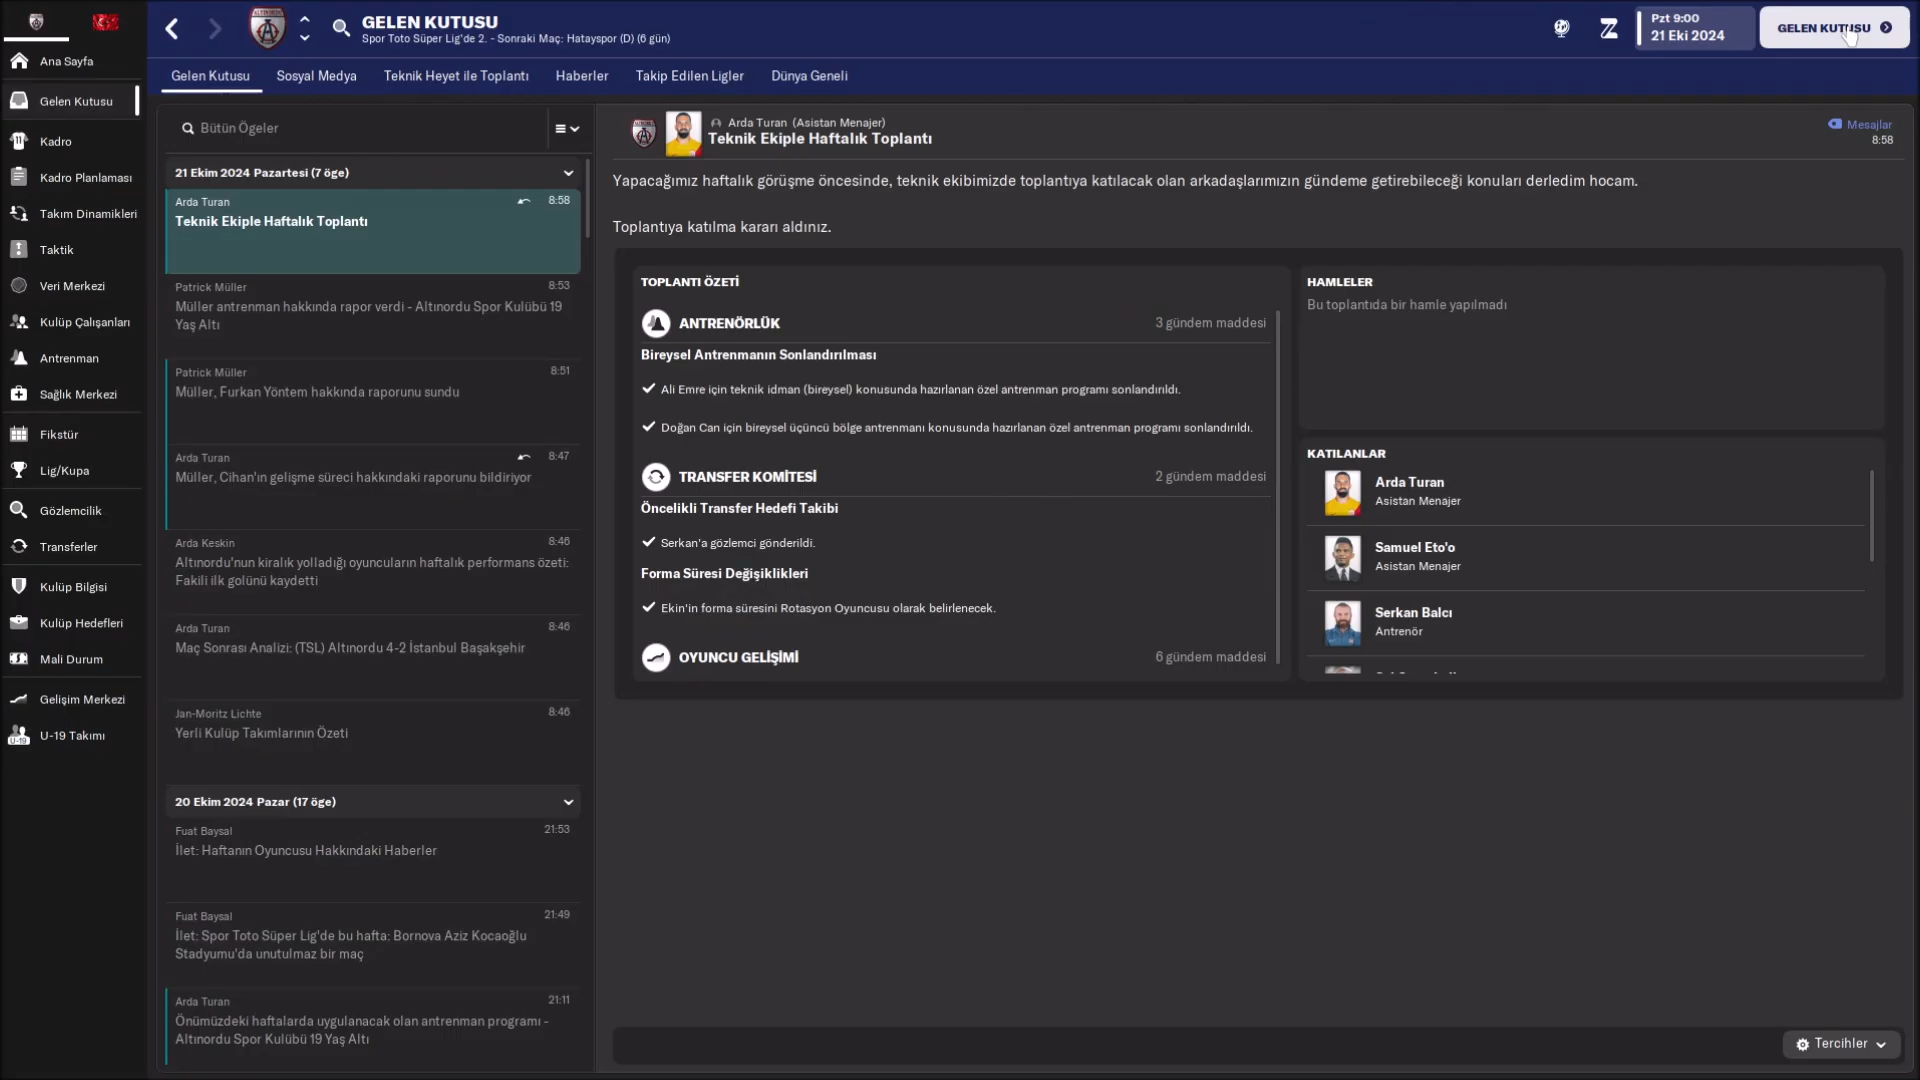 GELEN KUTUSU
Spor Toto Süper Lig'de 2. - Sonraki Maç: Hatayspor (D) (6 gün)
Pzt 9:00
21 Eki 2024
GELEN KUTUSU
Gelen Kutusu
Sosyal Medya
Teknik Heyet ile Toplantı
Haberler
Takip Edilen Ligler
Dünya Geneli
Ana Sayfa
Gelen Kutusu
Kadro
Kadro Planlaması
Takım Dinamikleri
Taktik
Veri Merkezi
Kulüp Çalışanları
Antrenman
Sağlık Merkezi
Fikstür
Lig/Kupa
Gözlemcilik
Transferler
Kulüp Bilgisi
Kulüp Hedefleri
Mali Durum
Gelişim Merkezi
U-19 Takımı
Bütün Ögeler
21 Ekim 2024 Pazartesi (7 öge)
Arda Turan 8:58
Teknik Ekiple Haftalık Toplantı
Patrick Müller 8:53
Müller antrenman hakkında rapor verdi - Altınordu Spor Kulübü 19
Yaş Altı
Patrick Müller 8:51
Müller, Furkan Yöntem hakkında raporunu sundu
Arda Turan 8:47
Müller, Cihan'ın gelişme süreci hakkındaki raporunu bildiriyor
Arda Keskin 8:46
Altınordu'nun kiralık yolladığı oyuncuların haftalık performans özeti:
Fakili ilk golünü kaydetti
Arda Turan 8:46
Maç Sonrası Analizi: (TSL) Altınordu 4-2 İstanbul Başakşehir
Jan-Moritz Lichte 8:46
Yerli Kulüp Takımlarının Özeti
20 Ekim 2024 Pazar (17 öge)
Fuat Baysal 21:53
İlet: Haftanın Oyuncusu Hakkındaki Haberler
Fuat Baysal 21:49
İlet: Spor Toto Süper Lig'de bu hafta: Bornova Aziz Kocaoğlu
Stadyumu'da unutulmaz bir maç
Arda Turan 21:11
Önümüzdeki haftalarda uygulanacak olan antrenman programı -
Altınordu Spor Kulübü 19 Yaş Altı
Arda Turan (Asistan Menajer)
Teknik Ekiple Haftalık Toplantı
Mesajlar
8:58
Yapacağımız haftalık görüşme öncesinde, teknik ekibimizde toplantıya katılacak olan arkadaşlarımızın gündeme getirebileceği konuları derledim hocam.
Toplantıya katılma kararı aldınız.
TOPLANTI ÖZETİ
ANTRENÖRLÜK 3 gündem maddesi
Bireysel Antrenmanın Sonlandırılması
Ali Emre için teknik idman (bireysel) konusunda hazırlanan özel antrenman programı sonlandırıldı.
Doğan Can için bireysel üçüncü bölge antrenmanı konusunda hazırlanan özel antrenman programı sonlandırıldı.
TRANSFER KOMİTESİ 2 gündem maddesi
Öncelikli Transfer Hedefi Takibi
Serkan'a gözlemci gönderildi.
Forma Süresi Değişiklikleri
Ekin'in forma süresini Rotasyon Oyuncusu olarak belirlenecek.
OYUNCU GELİŞİMİ 6 gündem maddesi
HAMLELER
Bu toplantıda bir hamle yapılmadı
KATILANLAR
Arda Turan
Asistan Menajer
Samuel Eto'o
Asistan Menajer
Serkan Balcı
Antrenör
Tercihler